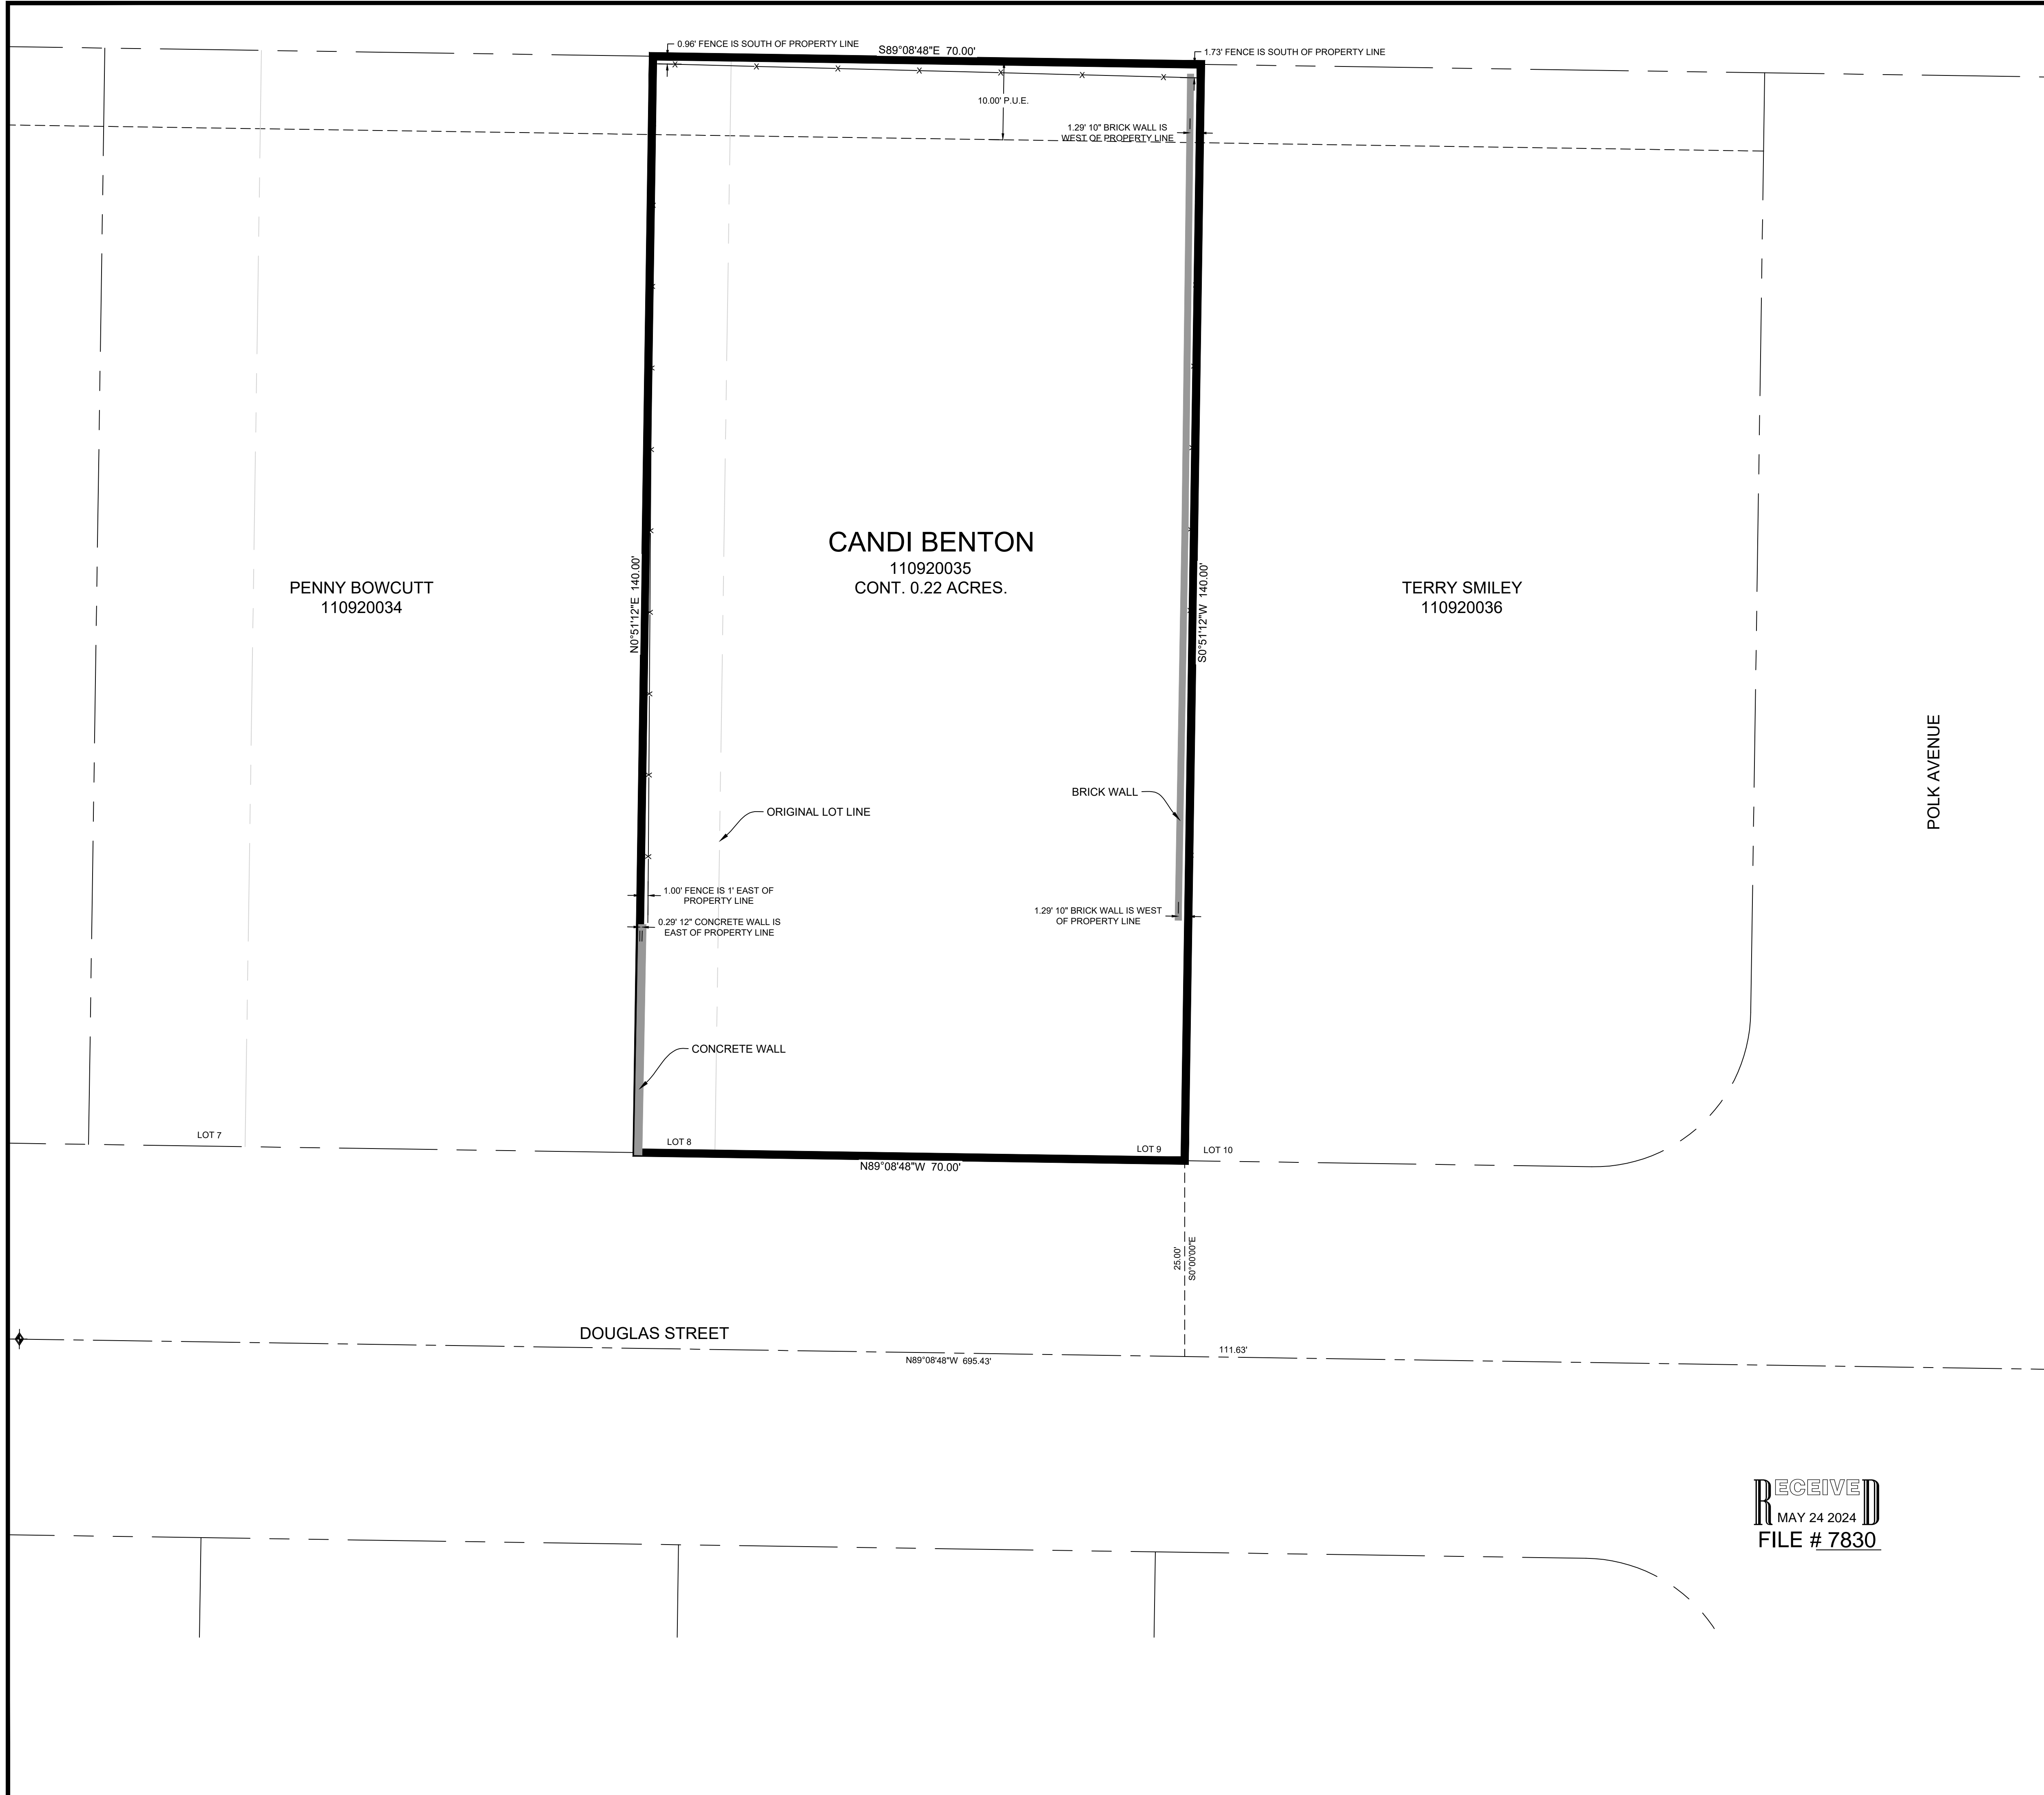 0.96' FENCE IS SOUTH OF PROPERTY LINE
S89°08'48"E 70.00'
1.73' FENCE IS SOUTH OF PROPERTY LINE
10.00' P.U.E.
1.29' 10" BRICK WALL IS
WEST OF PROPERTY LINE
CANDI BENTON
110920035
CONT. 0.22 ACRES.
PENNY BOWCUTT
110920034
N0°51'12"E 140.00'
S0°51'12"W 140.00'
TERRY SMILEY
110920036
POLK AVENUE
BRICK WALL
ORIGINAL LOT LINE
1.00' FENCE IS 1' EAST OF
PROPERTY LINE
0.29' 12" CONCRETE WALL IS
EAST OF PROPERTY LINE
1.29' 10" BRICK WALL IS WEST
OF PROPERTY LINE
CONCRETE WALL
LOT 7
LOT 8
LOT 9
LOT 10
N89°08'48"W 70.00'
25.00'
S0°00'00"E
DOUGLAS STREET
N89°08'48"W 695.43'
111.63'
RECEIVED
MAY 24 2024
FILE # 7830